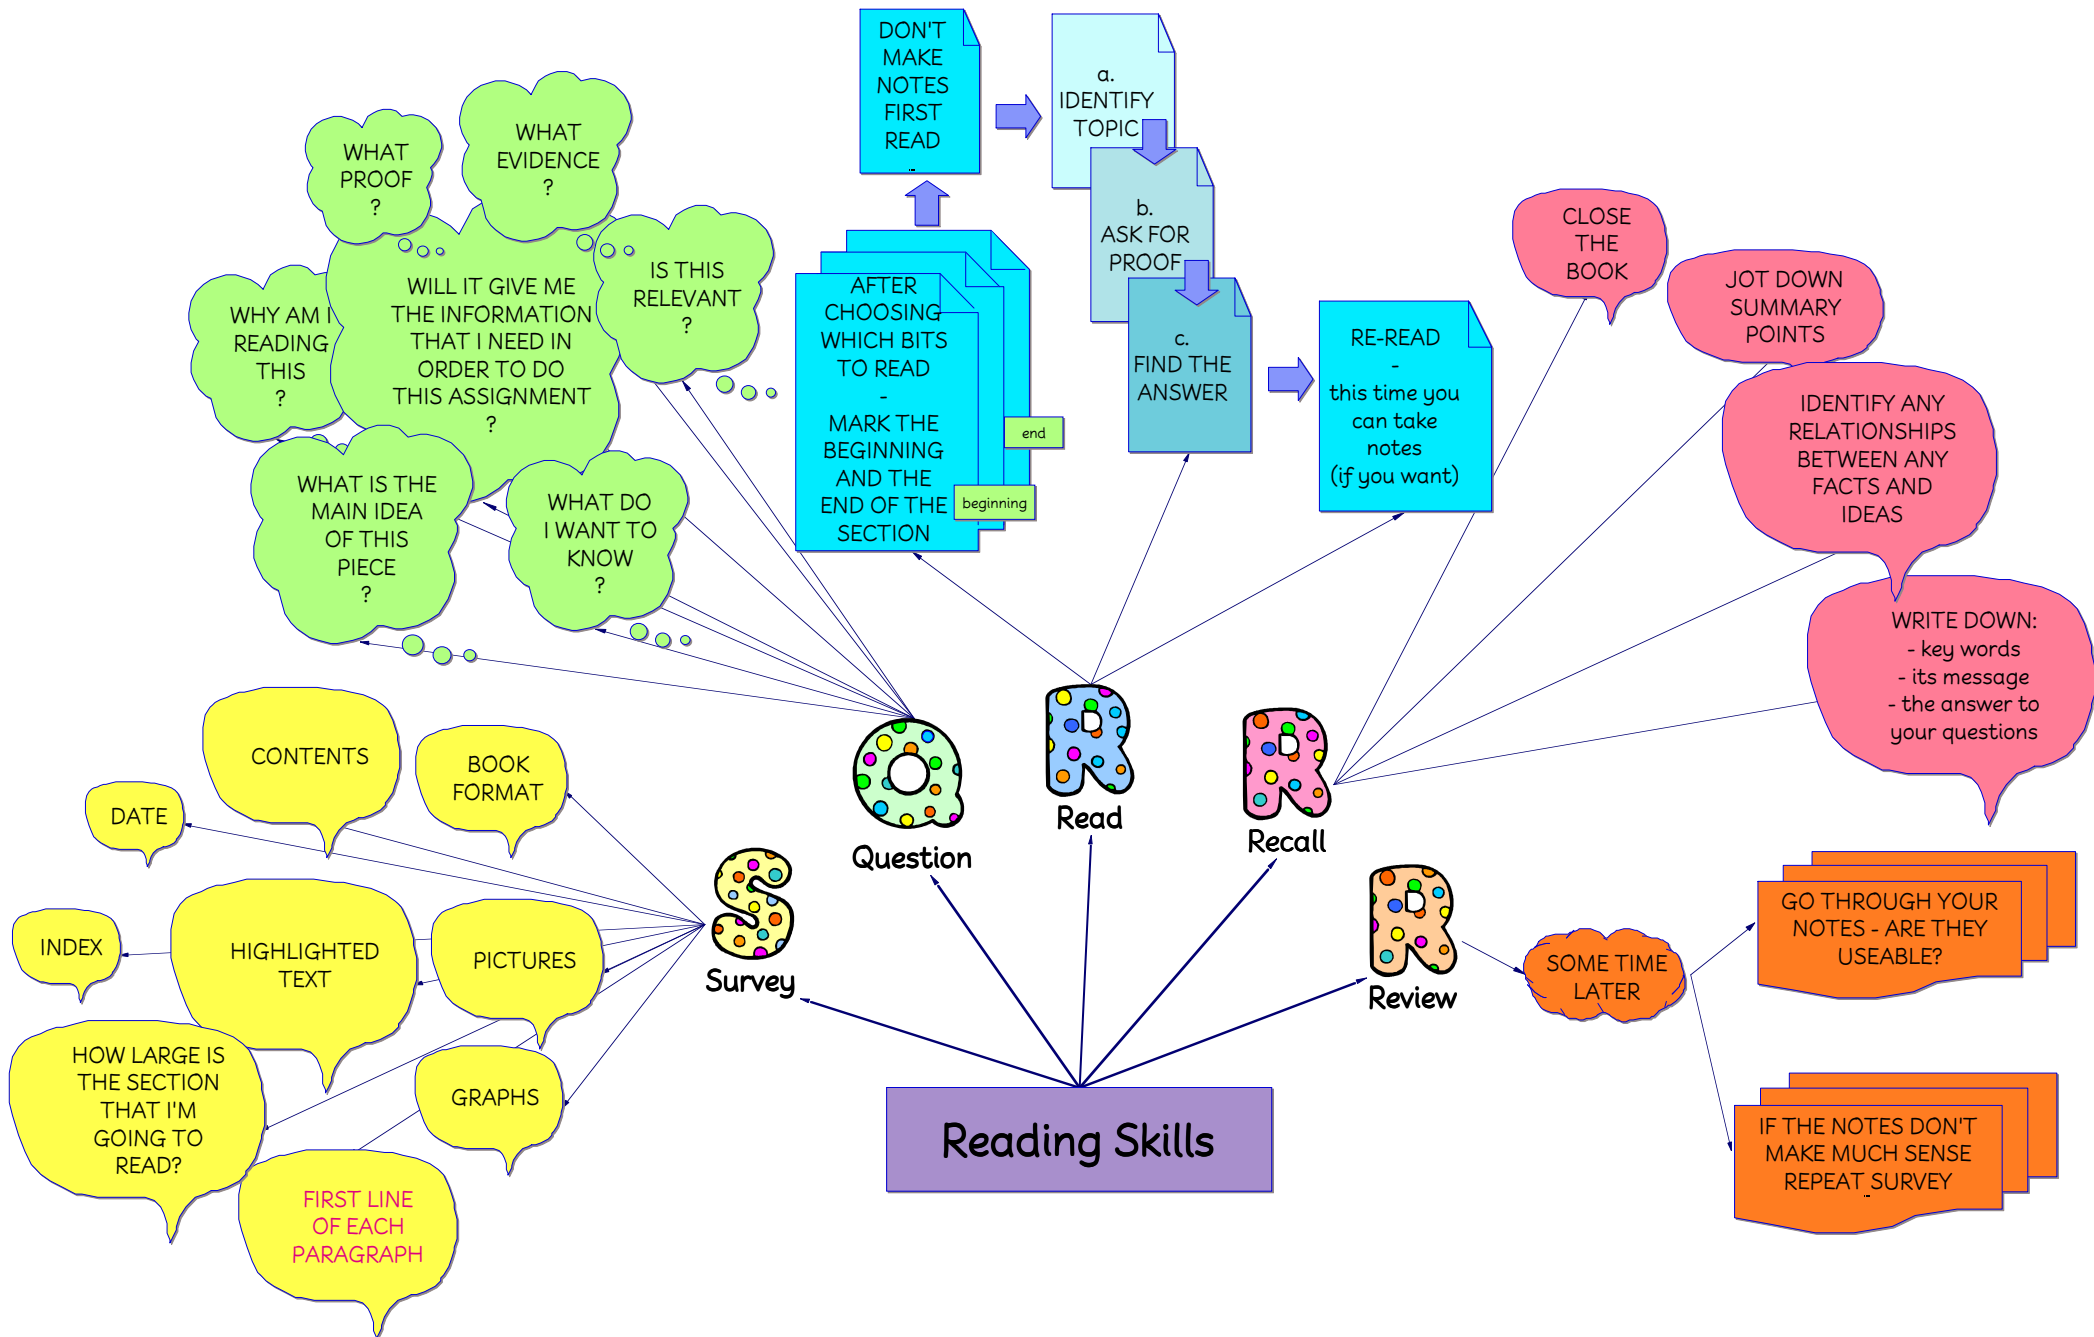 WHAT
PROOF
?
WHAT
EVIDENCE
?
WHY AM I
READING
THIS
?
WILL IT GIVE ME
THE INFORMATION
THAT I NEED IN
ORDER TO DO
THIS ASSIGNMENT
?
IS THIS
RELEVANT
?
WHAT IS THE
MAIN IDEA
OF THIS
PIECE
?
WHAT DO
I WANT TO
KNOW
?
DON'T
MAKE
NOTES
FIRST
READ
AFTER
CHOOSING
WHICH BITS
TO READ
-
MARK THE
BEGINNING
AND THE
END OF THE
SECTION
end
beginning
a.
IDENTIFY
TOPIC
b.
ASK FOR
PROOF
c.
FIND THE
ANSWER
RE-READ
-
this time you
can take
notes
(if you want)
CLOSE
THE
BOOK
JOT DOWN
SUMMARY
POINTS
IDENTIFY ANY
RELATIONSHIPS
BETWEEN ANY
FACTS AND
IDEAS
WRITE DOWN:
- key words
- its message
- the answer to
your questions
CONTENTS
BOOK
FORMAT
DATE
INDEX
HIGHLIGHTED
TEXT
PICTURES
HOW LARGE IS
THE SECTION
THAT I'M
GOING TO
READ?
GRAPHS
FIRST LINE
OF EACH
PARAGRAPH
S
Survey
Q
Question
R
Read
R
Recall
R
Review
SOME TIME
LATER
GO THROUGH YOUR
NOTES - ARE THEY
USEABLE?
IF THE NOTES DON'T
MAKE MUCH SENSE
REPEAT SURVEY
Reading Skills